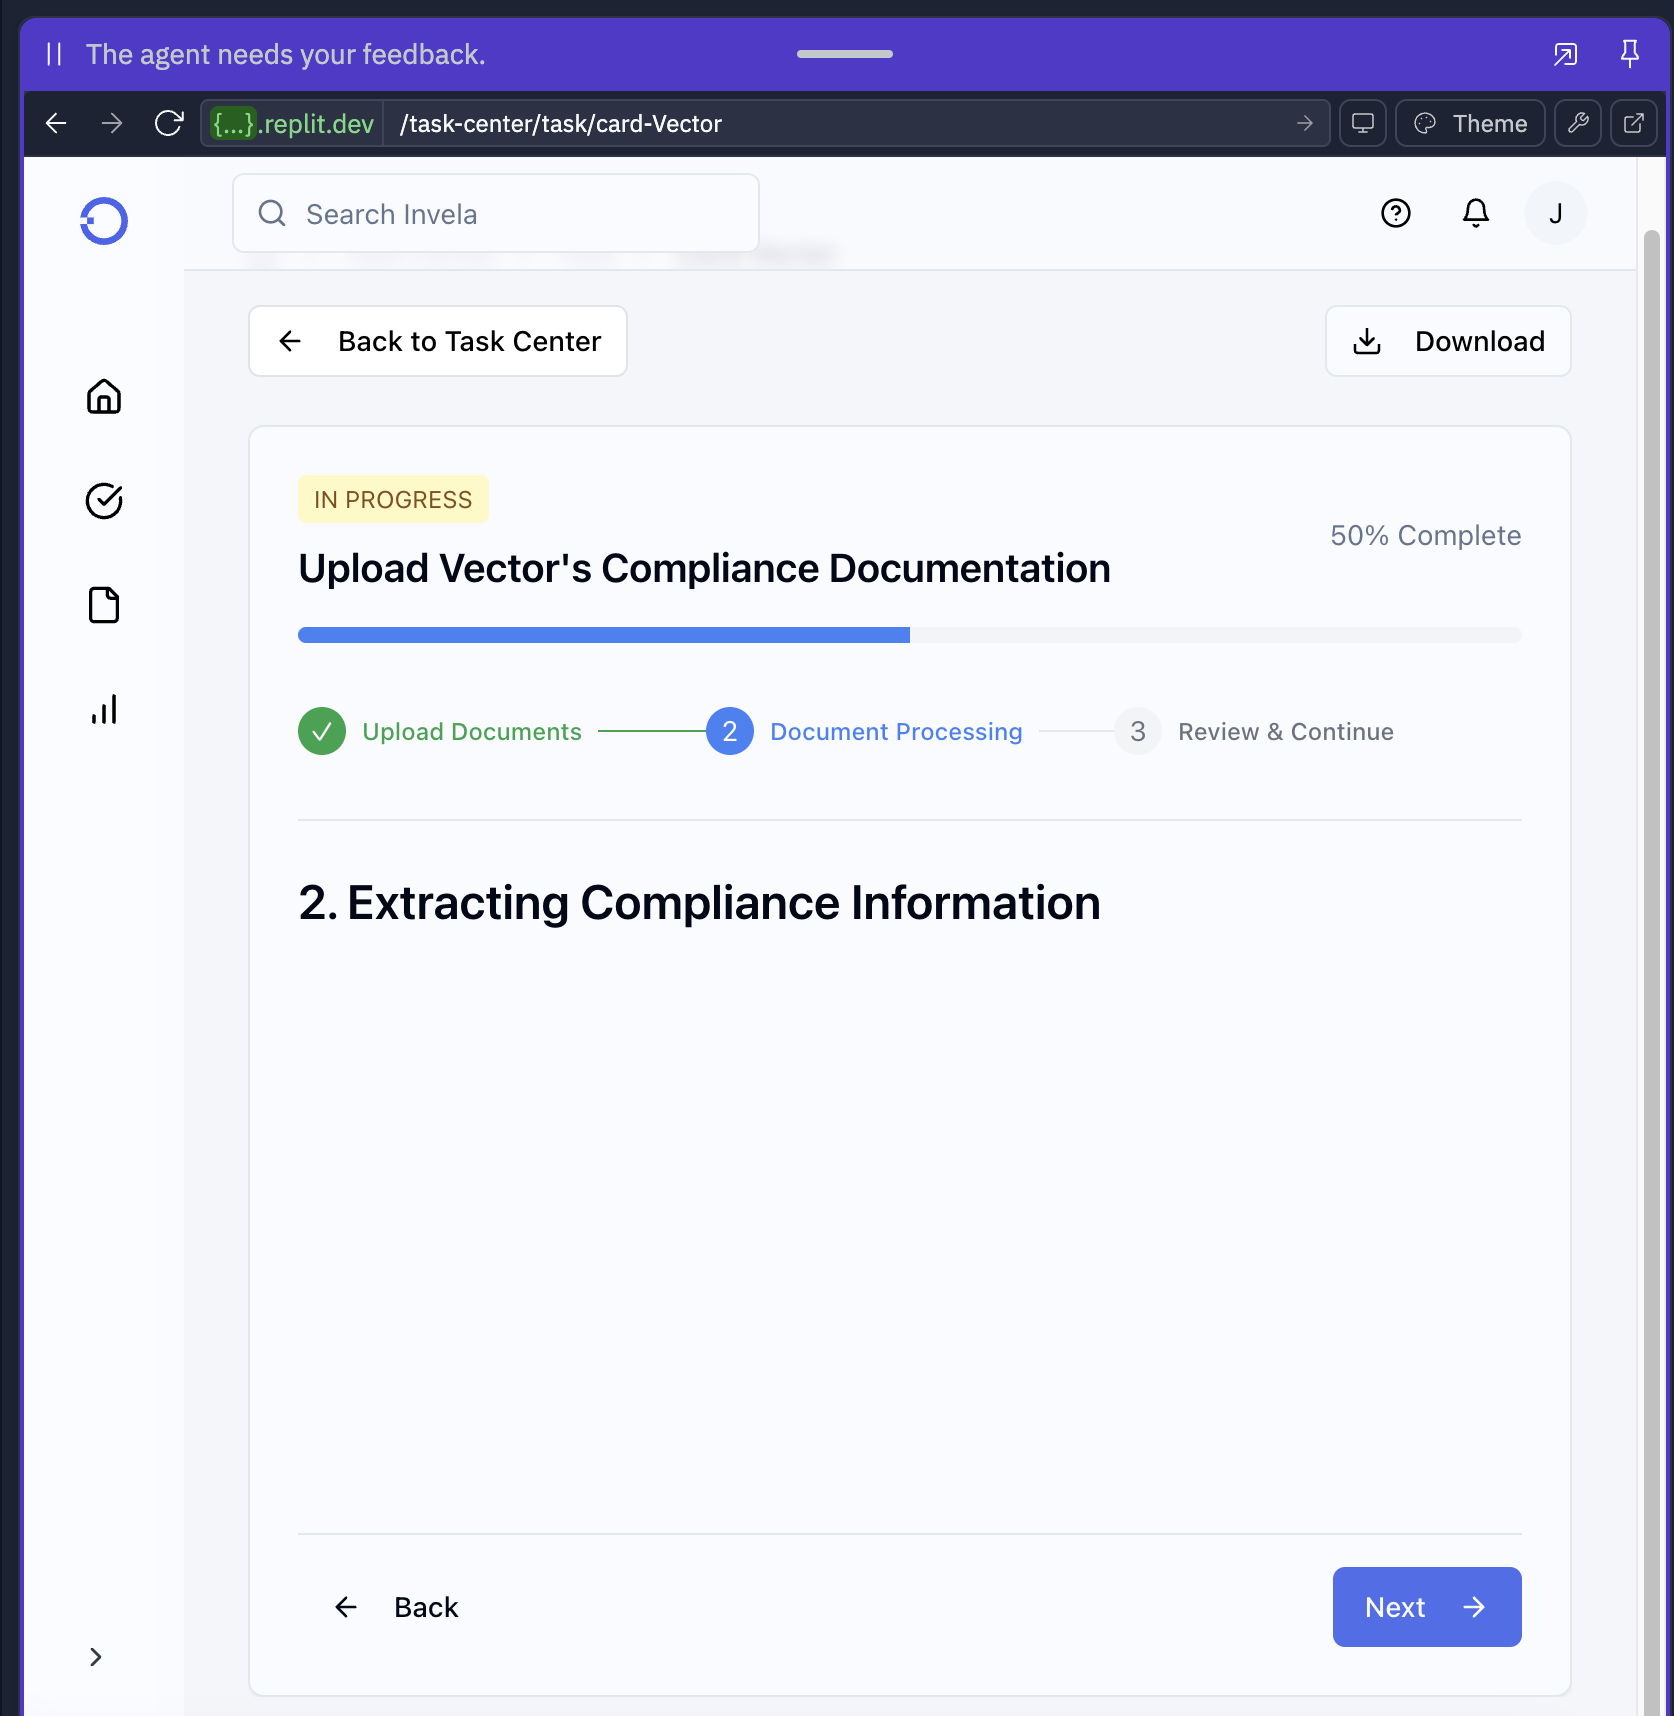 The agent needs your feedback.
{...}.replit.dev /task-center/task/card-Vector Theme
Search Invela J
Back to Task Center Download
IN PROGRESS
50% Complete
Upload Vector's Compliance Documentation
Upload Documents 2 Document Processing 3 Review & Continue
2. Extracting Compliance Information
Back Next